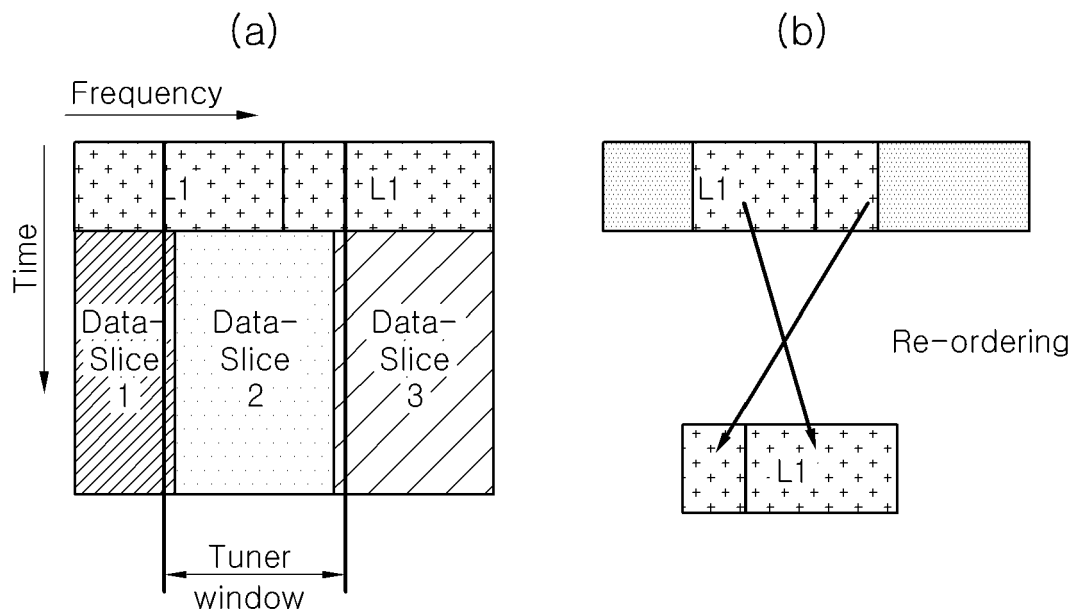 (a)
(b)
Frequency
Time
L1
L1
Data-
Slice
1
Data-
Slice
2
Data-
Slice
3
Tuner
window
L1
Re-ordering
L1